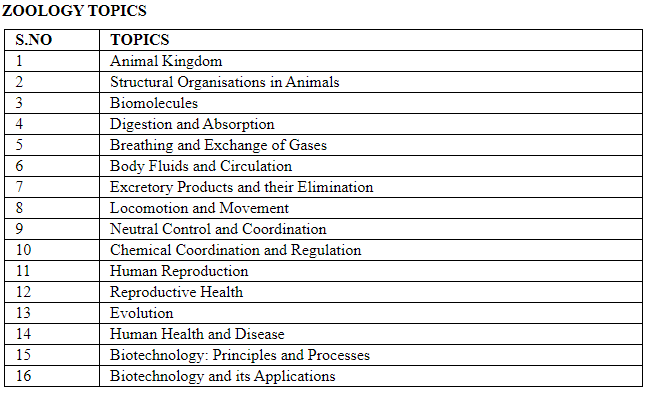 ZOOLOGY TOPICS
S.NO TOPICS
1 Animal Kingdom
2 Structural Organisations in Animals
3 Biomolecules
4 Digestion and Absorption
5 Breathing and Exchange of Gases
6 Body Fluids and Circulation
7 Excretory Products and their Elimination
8 Locomotion and Movement
9 Neutral Control and Coordination
10 Chemical Coordination and Regulation
11 Human Reproduction
12 Reproductive Health
13 Evolution
14 Human Health and Disease
15 Biotechnology: Principles and Processes
16 Biotechnology and its Applications